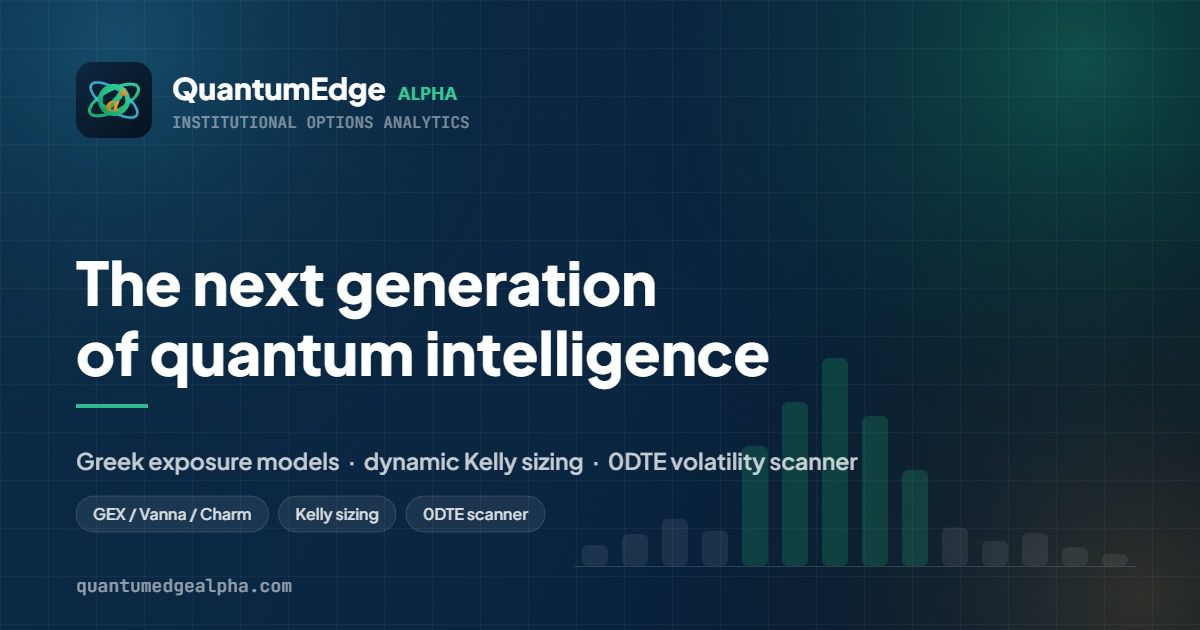 QuantumEdge ALPHA
INSTITUTIONAL OPTIONS ANALYTICS
The next generation
of quantum intelligence
Greek exposure models · dynamic Kelly sizing · 0DTE volatility scanner
GEX / Vanna / Charm Kelly sizing 0DTE scanner
quantumedgealpha.com